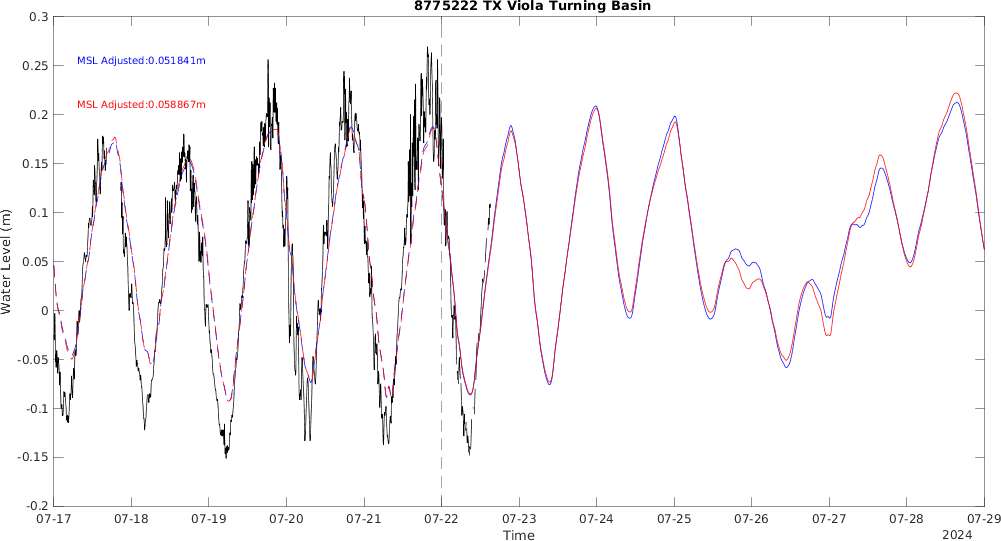 8775222 TX Viola Turning Basin
MSL Adjusted:0.051841m
MSL Adjusted:0.058867m
Water Level (m)
0.3
0.25
0.2
0.15
0.1
0.05
0
-0.05
-0.1
-0.15
-0.2
07-17 07-18 07-19 07-20 07-21 07-22 07-23 07-24 07-25 07-26 07-27 07-28 07-29
Time
2024